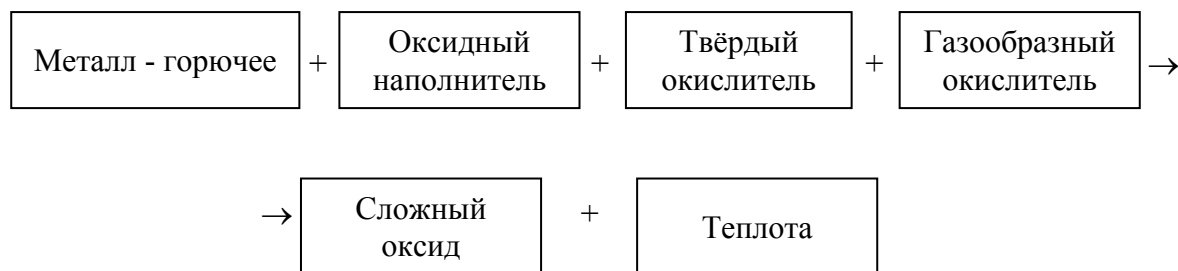 Металл - горючее + Оксидный наполнитель + Твёрдый окислитель + Газообразный окислитель →
→ Сложный оксид + Теплота